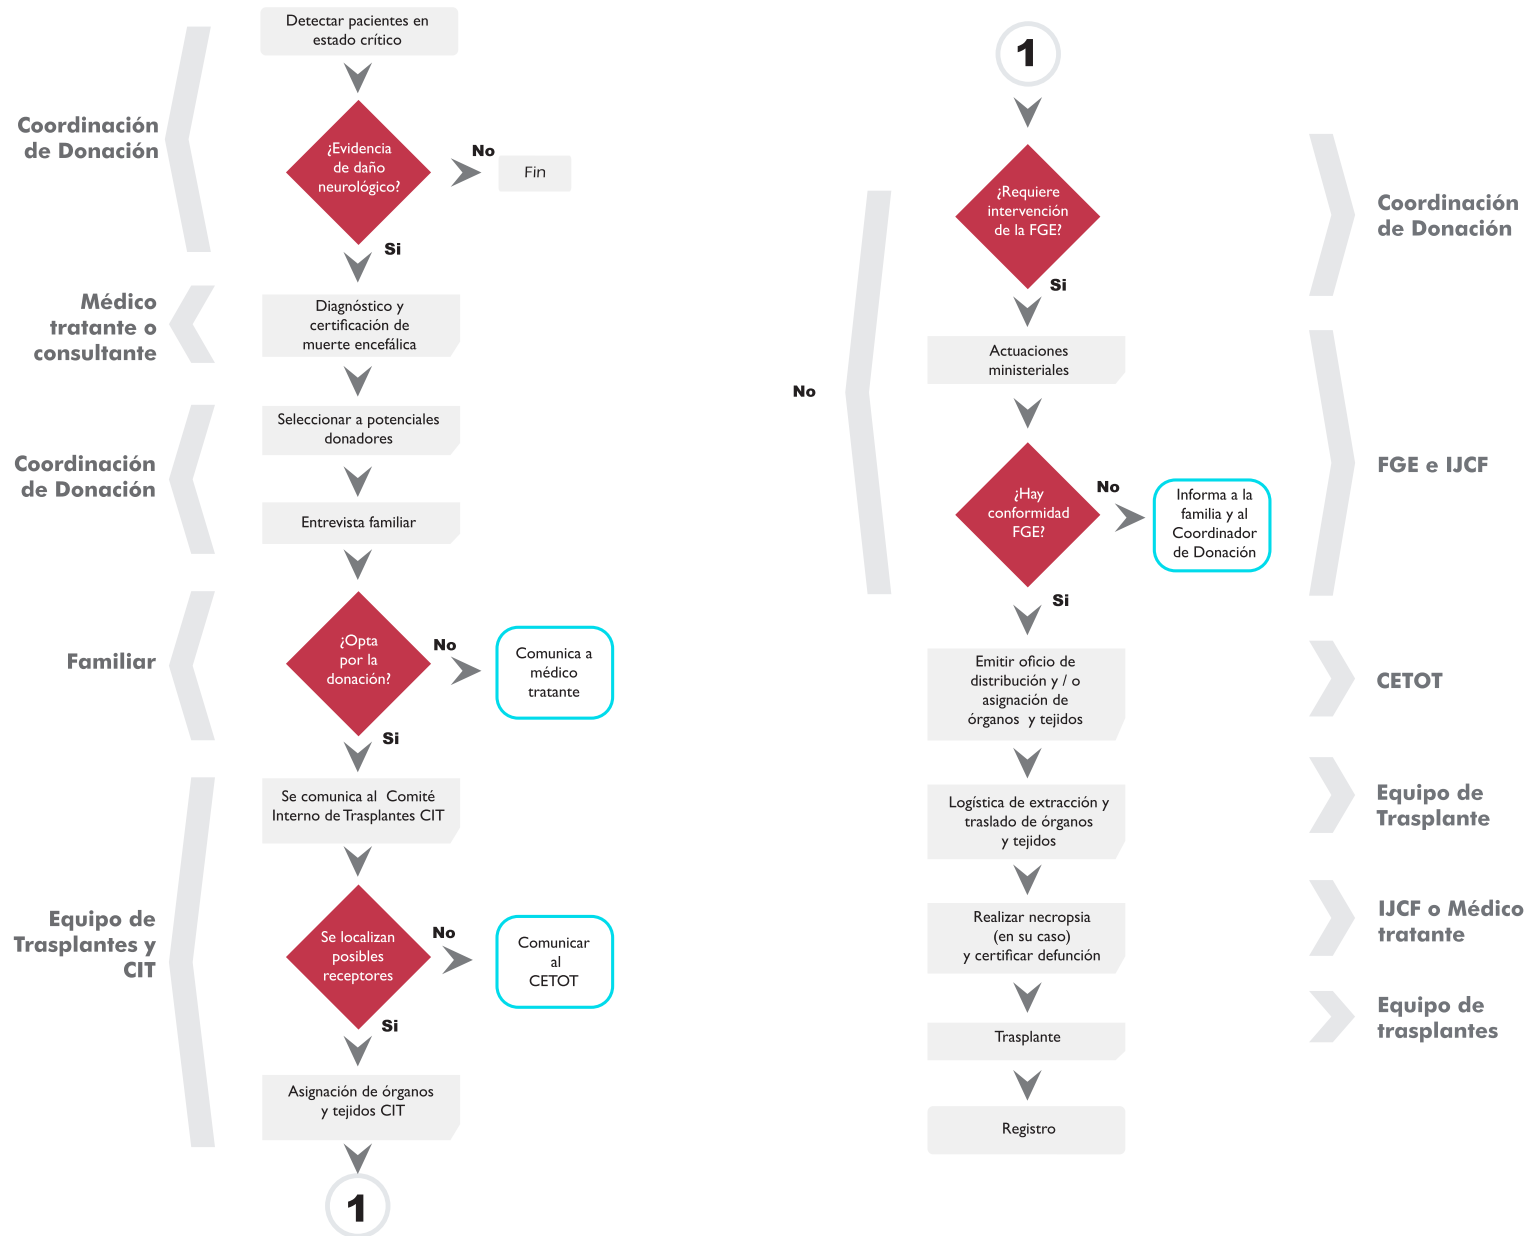 Detectar pacientes en
estado crítico
Coordinación
de Donación
¿Evidencia
de daño
neurológico?
No
Fin
Si
Médico
tratante o
consultante
Diagnóstico y
certificación de
muerte encefálica
Coordinación
de Donación
Seleccionar a potenciales
donadores
Entrevista familiar
Familiar
¿Opta
por la
donación?
No
Comunica a
médico
tratante
Si
Equipo de
Trasplantes y
CIT
Se comunica al Comité
Interno de Trasplantes CIT
Se localizan
posibles
receptores
No
Comunicar
al
CETOT
Si
Asignación de órganos
y tejidos CIT
1
1
¿Requiere
intervención
de la FGE?
Coordinación
de Donación
No
Si
Actuaciones
ministeriales
FGE e IJCF
¿Hay
conformidad
FGE?
No
Informa a la
familia y al
Coordinador
de Donación
Si
Emitir oficio de
distribución y / o
asignación de
órganos y tejidos
CETOT
Logística de extracción y
traslado de órganos
y tejidos
Equipo de
Trasplante
Realizar necropsia
(en su caso)
y certificar defunción
IJCF o Médico
tratante
Trasplante
Equipo de
trasplantes
Registro